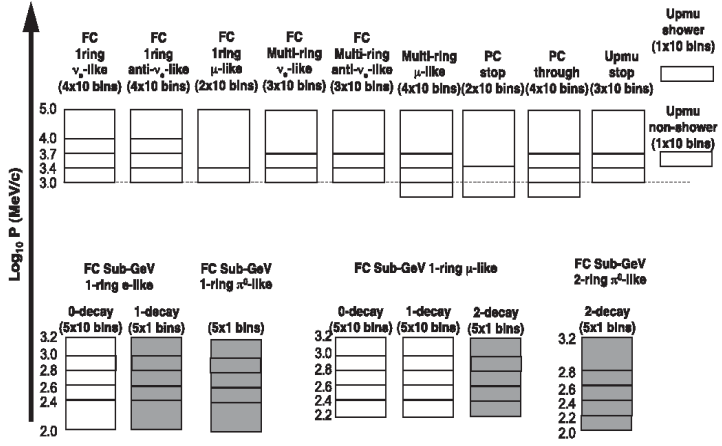 FC 1ring νe-like (4x10 bins)
FC 1ring anti-νe-like (4x10 bins)
FC 1ring μ-like (2x10 bins)
FC Multi-ring νe-like (3x10 bins)
FC Multi-ring anti-νe-like (3x10 bins)
Multi-ring μ-like (4x10 bins)
PC stop (2x10 bins)
PC through (4x10 bins)
Upmu stop (3x10 bins)
Upmu shower (1x10 bins)
Upmu non-shower (1x10 bins)
5.0
4.0
3.7
3.4
3.0
Log10 P (MeV/c)
FC Sub-GeV 1-ring e-like
0-decay (5x10 bins)
1-decay (5x1 bins)
FC Sub-GeV 1-ring π0-like
(5x1 bins)
3.2
3.0
2.8
2.6
2.4
2.0
FC Sub-GeV 1-ring μ-like
0-decay (5x10 bins)
1-decay (5x10 bins)
2-decay (5x1 bins)
3.2
3.0
2.8
2.6
2.4
2.2
FC Sub-GeV 2-ring π0-like
2-decay (5x1 bins)
3.2
2.8
2.6
2.4
2.2
2.0